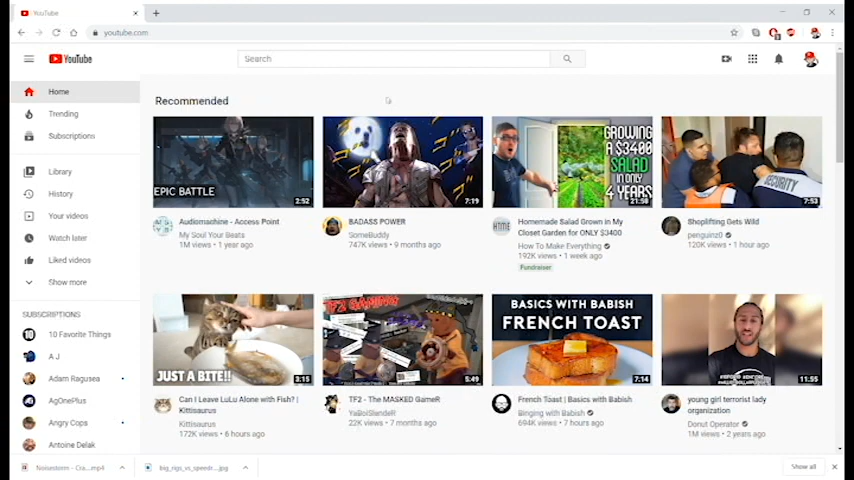 YouTube
youtube.com
YouTube
Search
Home
Trending
Subscriptions
Library
History
Your videos
Watch later
Liked videos
Show more
SUBSCRIPTIONS
10 Favorite Things
A J
Adam Ragusea
AgOnePlus
Angry Cops
Antoine Delak
Recommended
EPIC BATTLE
2:52
Audiomachine - Access Point
My Soul Your Beats
1M views • 1 year ago
7:19
BADASS POWER
SomeBuddy
747K views • 9 months ago
GROWING
A $3400
SALAD
IN ONLY
4 YEARS
21:58
HTME
Homemade Salad Grown in My
Closet Garden for ONLY $3400
How To Make Everything
192K views • 1 week ago
Fundraiser
SECURITY
7:53
Shoplifting Gets Wild
penguinz0
120K views • 1 hour ago
JUST A BITE!!
3:15
Can I Leave LuLu Alone with Fish? |
Kittisaurus
Kittisaurus
172K views • 6 hours ago
TF2 GAMING
5:49
TF2 - The MASKED GameR
YaBoiSlendeR
22K views • 7 months ago
BASICS WITH BABISH
FRENCH TOAST
7:14
French Toast | Basics with Babish
Binging with Babish
694K views • 7 hours ago
11:55
young girl terrorist lady
organization
Donut Operator
1M views • 2 years ago
Noisestorm - Cra....mp4
big_rigs_vs_speedr....jpg
Show all